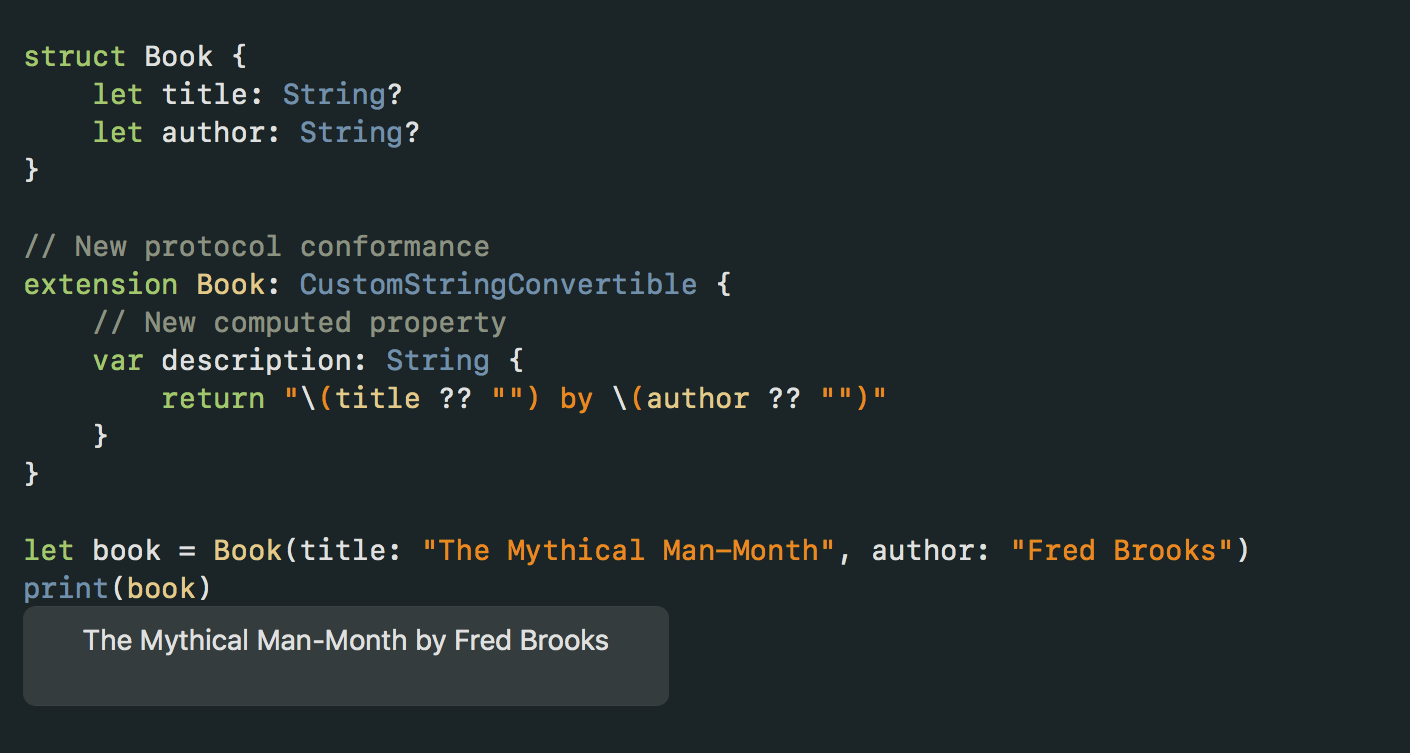 struct Book {
    let title: String?
    let author: String?
}

// New protocol conformance
extension Book: CustomStringConvertible {
    // New computed property
    var description: String {
        return "\(title ?? "") by \(author ?? "")"
    }
}

let book = Book(title: "The Mythical Man–Month", author: "Fred Brooks")
print(book)
The Mythical Man-Month by Fred Brooks